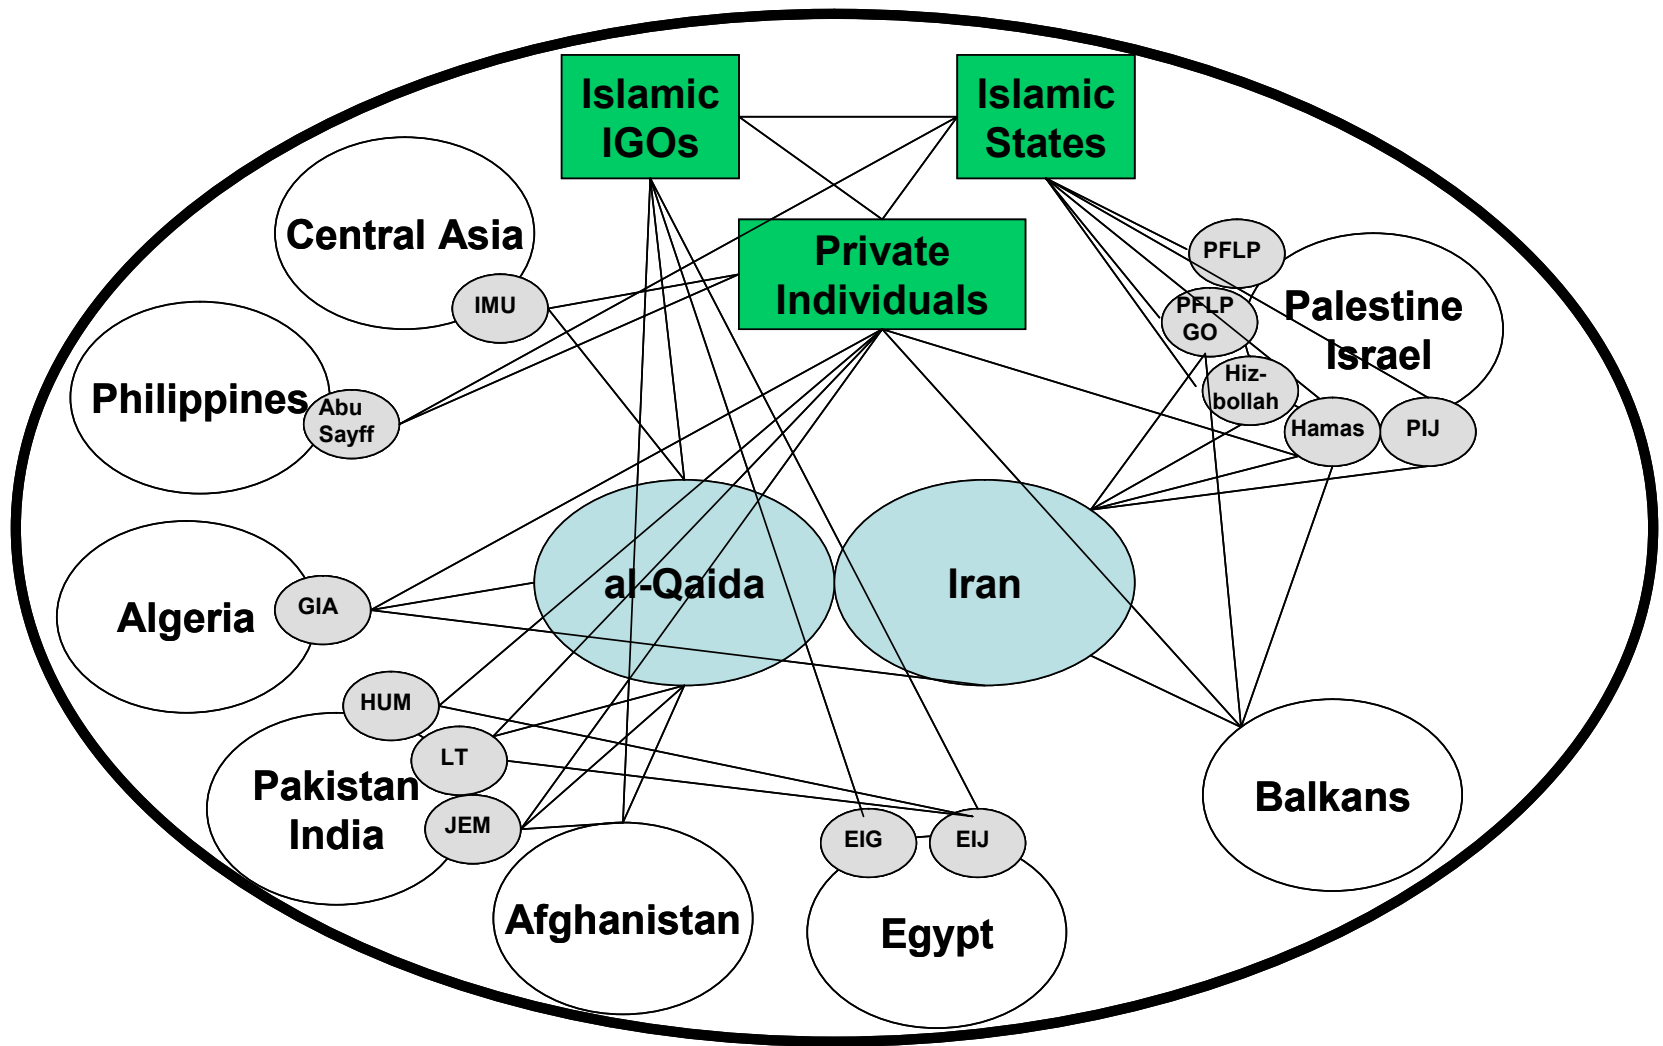 Islamic
IGOs
Islamic
States
Central Asia
Private
Individuals
PFLP
IMU
PFLP
GO
Palestine
Israel
Philippines
Abu
Sayff
Hiz-
bollah
Hamas
PIJ
al-Qaida
Iran
Algeria
GIA
HUM
LT
Pakistan
India
JEM
EIG
EIJ
Balkans
Afghanistan
Egypt